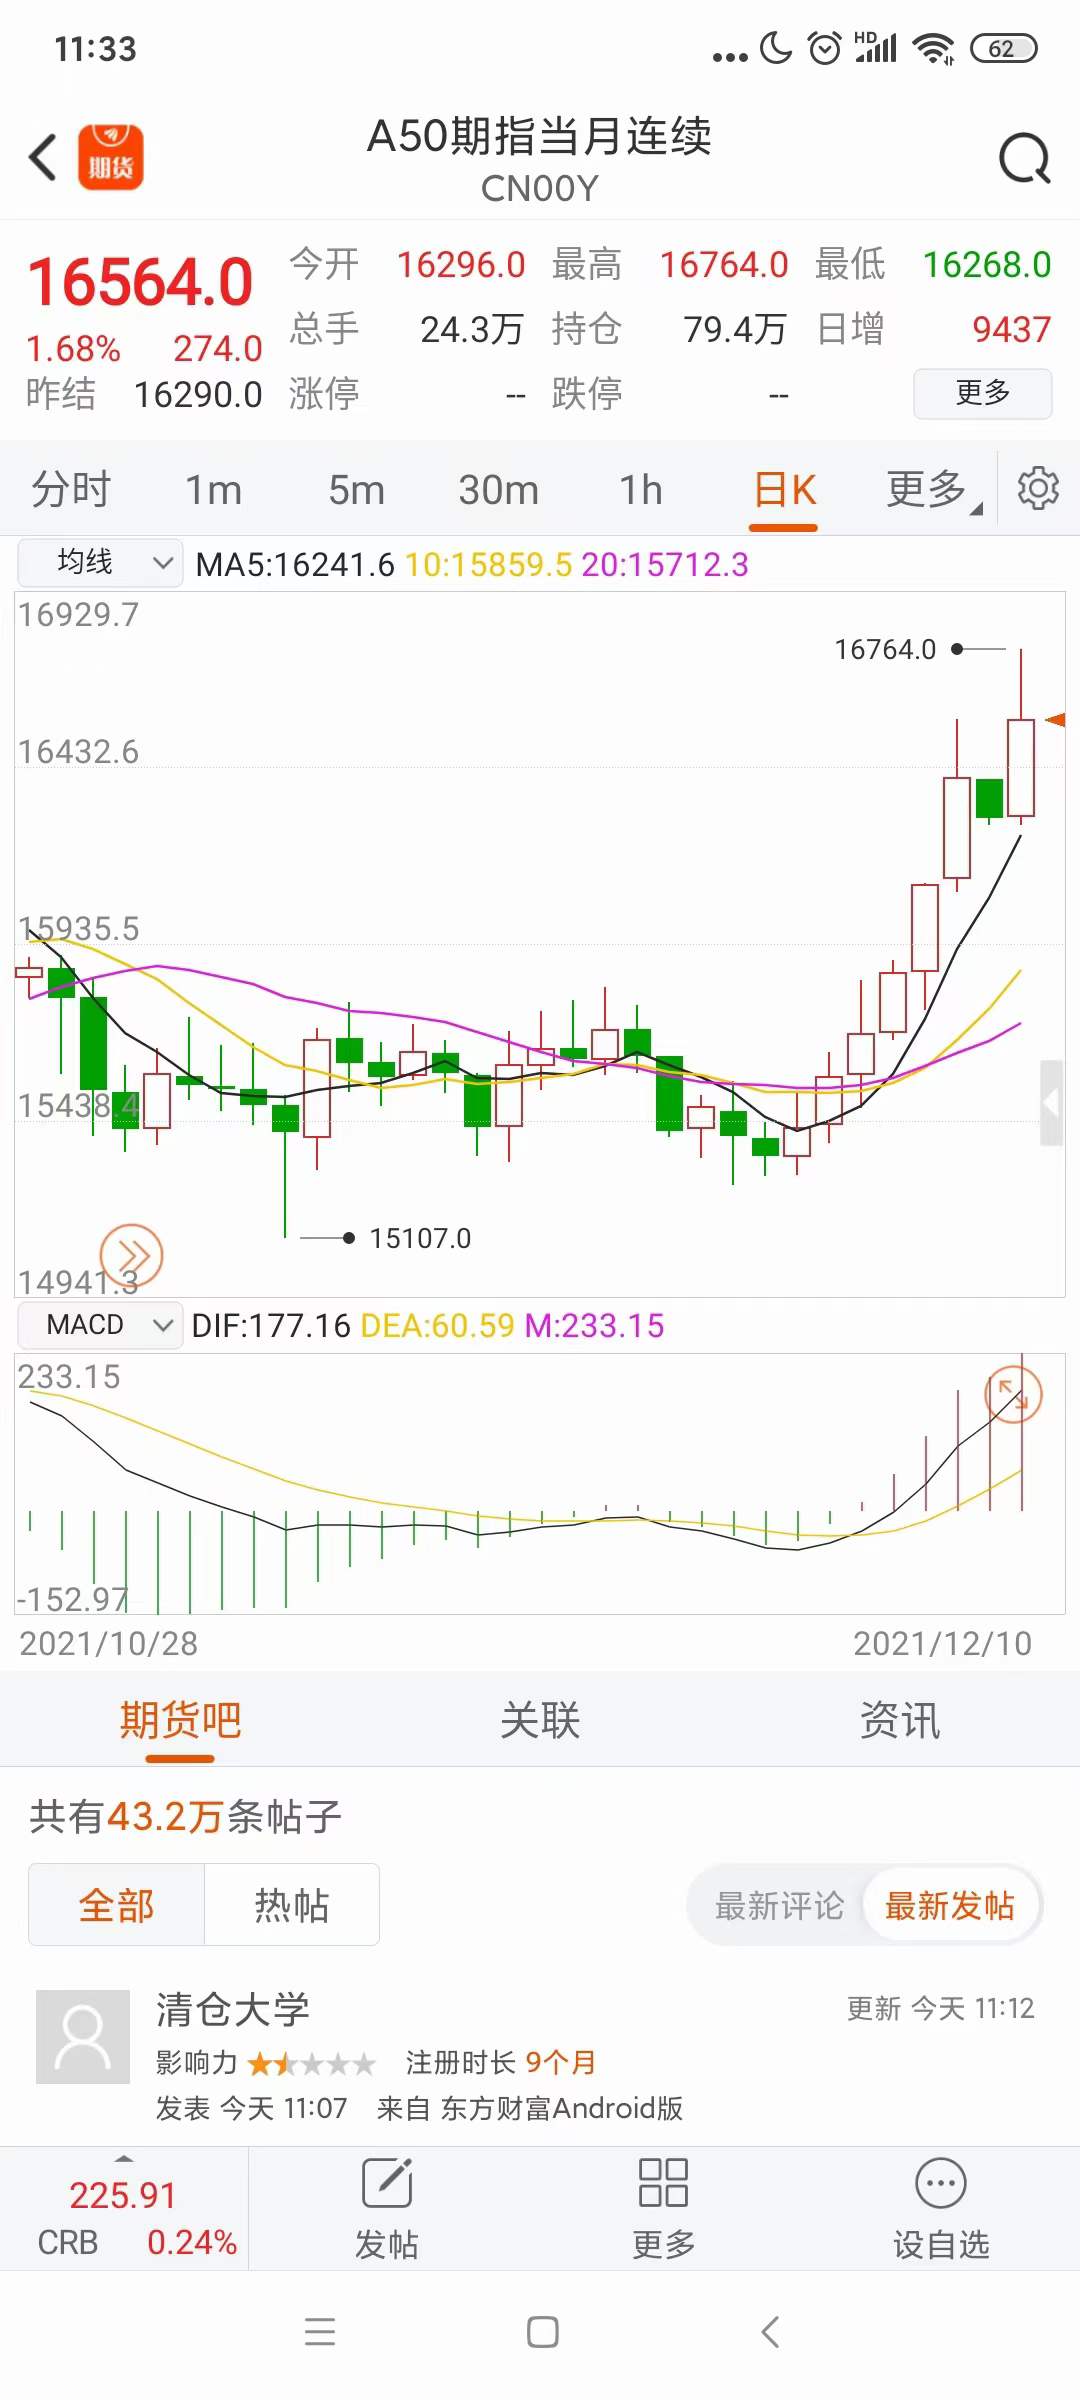 11:33
HD
62
期货
A50期指当月连续
CN00Y
16564.0
1.68% 274.0
今开 16296.0 最高 16764.0 最低 16268.0
总手 24.3万 持仓 79.4万 日增 9437
昨结 16290.0 涨停 -- 跌停 -- 更多
分时 1m 5m 30m 1h 日K 更多
均线 MA5:16241.6 10:15859.5 20:15712.3
16929.7
16764.0
16432.6
15935.5
15438.4
15107.0
14941.3
MACD DIF:177.16 DEA:60.59 M:233.15
233.15
-152.97
2021/10/28 2021/12/10
期货吧 关联 资讯
共有43.2万条帖子
全部 热帖 最新评论 最新发帖
清仓大学 更新 今天 11:12
影响力 注册时长 9个月
发表 今天 11:07 来自 东方财富Android版
225.91
CRB 0.24%
发帖 更多 设自选